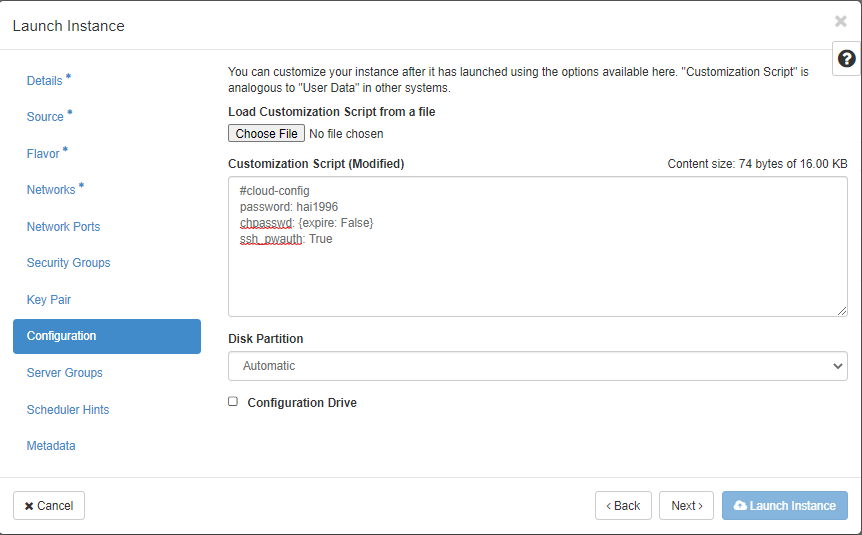 Launch Instance
×
?
Details *
Source *
Flavor *
Networks *
Network Ports
Security Groups
Key Pair
Configuration
Server Groups
Scheduler Hints
Metadata
You can customize your instance after it has launched using the options available here. "Customization Script" is
analogous to "User Data" in other systems.
Load Customization Script from a file
Choose File No file chosen
Customization Script (Modified) Content size: 74 bytes of 16.00 KB
#cloud-config
password: hai1996
chpasswd: {expire: False}
ssh_pwauth: True
Disk Partition
Automatic
Configuration Drive
× Cancel
‹ Back
Next ›
Launch Instance